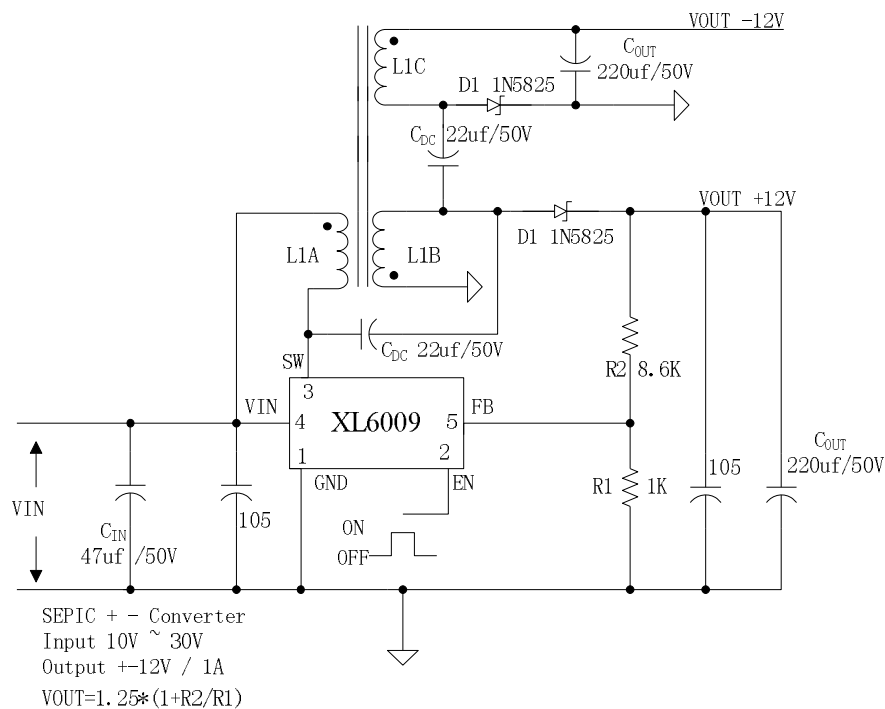 VOUT -12V
COUT
220uf/50V
L1C
D1 1N5825
CDC 22uf/50V
VOUT +12V
L1A
L1B
D1 1N5825
CDC 22uf/50V
SW
R2 8.6K
3
VIN
4
XL6009
5
FB
1
2
GND
EN
R1
1K
105
COUT
220uf/50V
VIN
105
CIN
47uf /50V
ON
OFF
SEPIC + - Converter
Input 10V ~ 30V
Output +-12V / 1A
VOUT=1.25*(1+R2/R1)